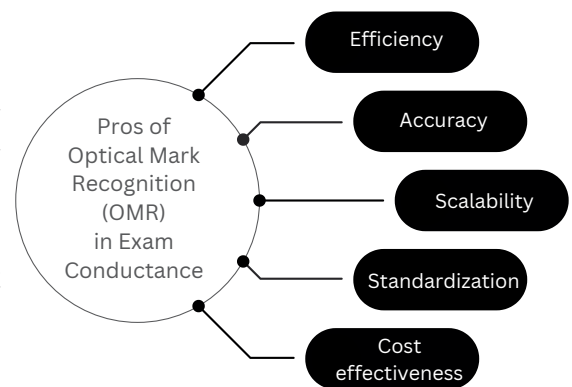 Pros of
Optical Mark
Recognition
(OMR)
in Exam
Conductance
Efficiency
Accuracy
Scalability
Standardization
Cost
effectiveness